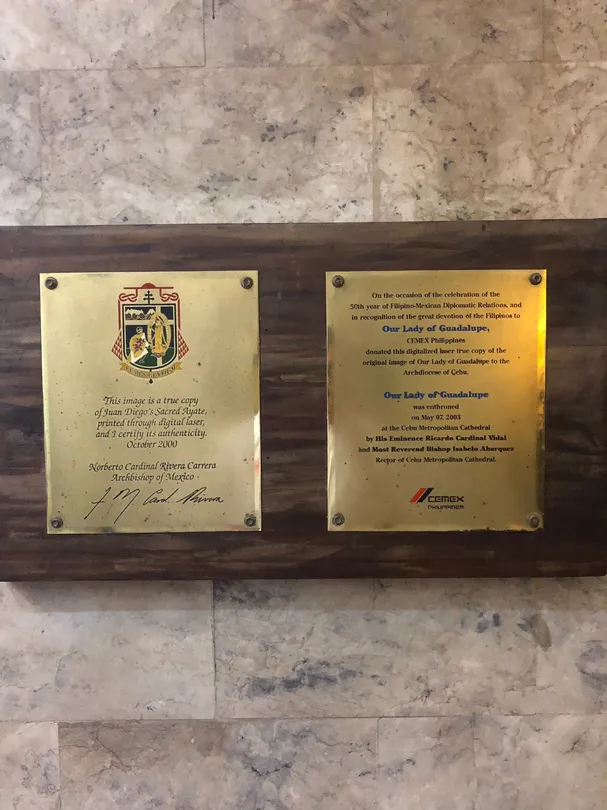 This image is a true copy
of Juan Diego's Sacred Ayate,
printed through digital laser,
and I certify its authenticity.
October 2000
Norberto Cardinal Rivera Carrera
Archbishop of Mexico
On the occasion of the celebration of the
50th year of Filipino-Mexican Diplomatic Relations, and
in recognition of the great devotion of the Filipinos to
Our Lady of Guadalupe,
CEMEX Philippines
donated this digitalized laser true copy of the
original image of Our Lady of Guadalupe to the
Archdiocese of Cebu.
Our Lady of Guadalupe
was enthroned
on May 07, 2003
at the Cebu Metropolitan Cathedral
by His Eminence Ricardo Cardinal Vidal
and Most Reverend Bishop Isabelo Abarquez
Rector of Cebu Metropolitan Cathedral.
CEMEX
PHILIPPINES